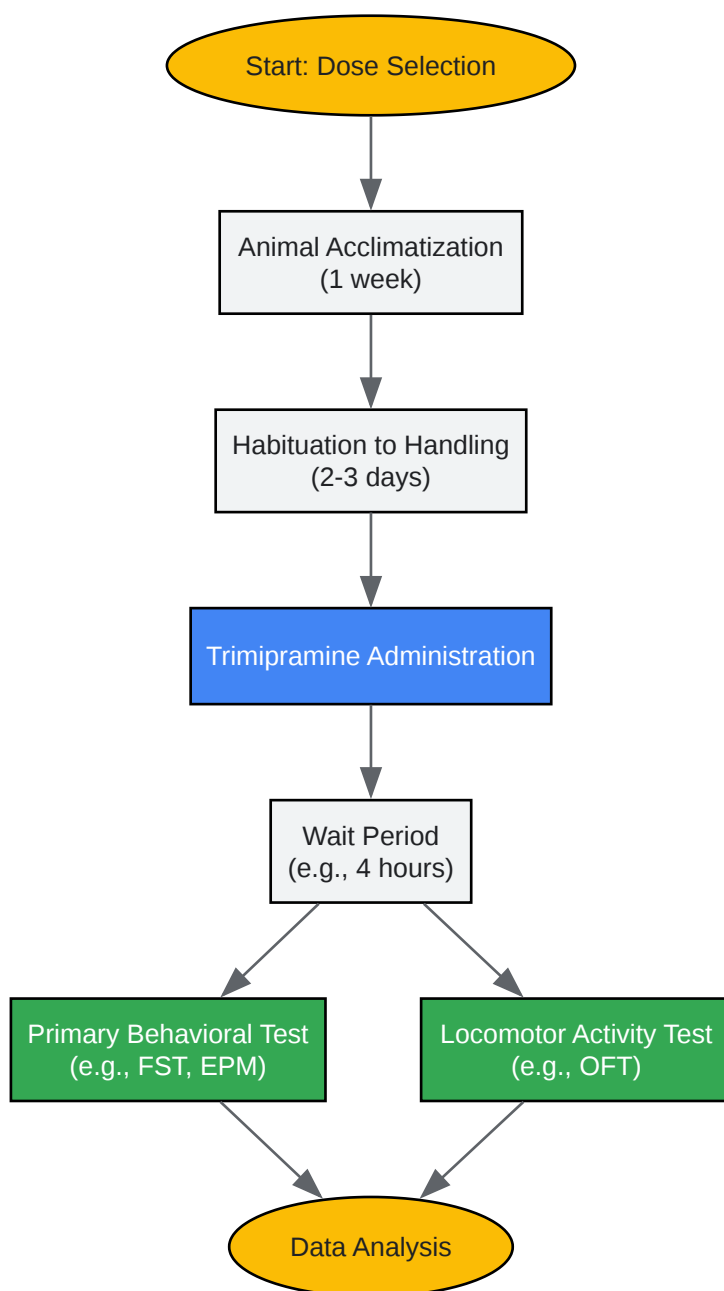 Start: Dose Selection
Animal Acclimatization
(1 week)
Habituation to Handling
(2-3 days)
Trimipramine Administration
Wait Period
(e.g., 4 hours)
Primary Behavioral Test
(e.g., FST, EPM)
Locomotor Activity Test
(e.g., OFT)
Data Analysis